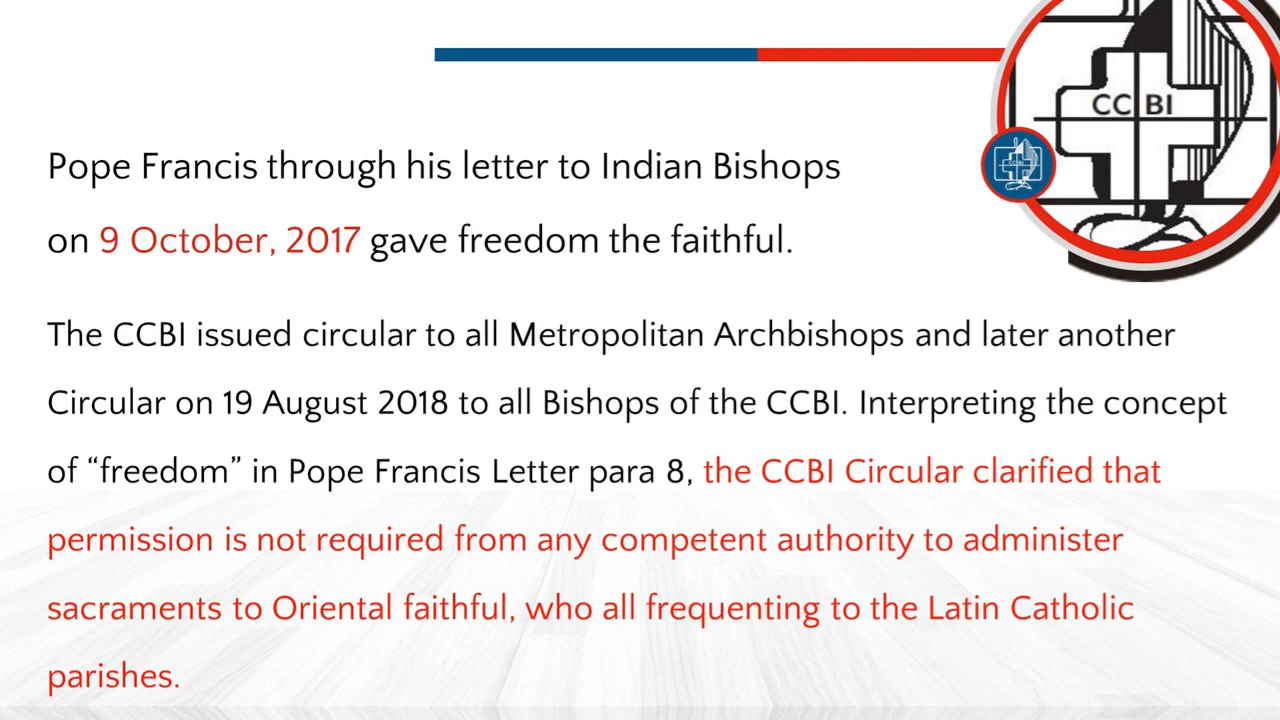 CC BI
CCBI
Pope Francis through his letter to Indian Bishops
on 9 October, 2017 gave freedom the faithful.
The CCBI issued circular to all Metropolitan Archbishops and later another
Circular on 19 August 2018 to all Bishops of the CCBI. Interpreting the concept
of “freedom” in Pope Francis Letter para 8, the CCBI Circular clarified that
permission is not required from any competent authority to administer
sacraments to Oriental faithful, who all frequenting to the Latin Catholic
parishes.